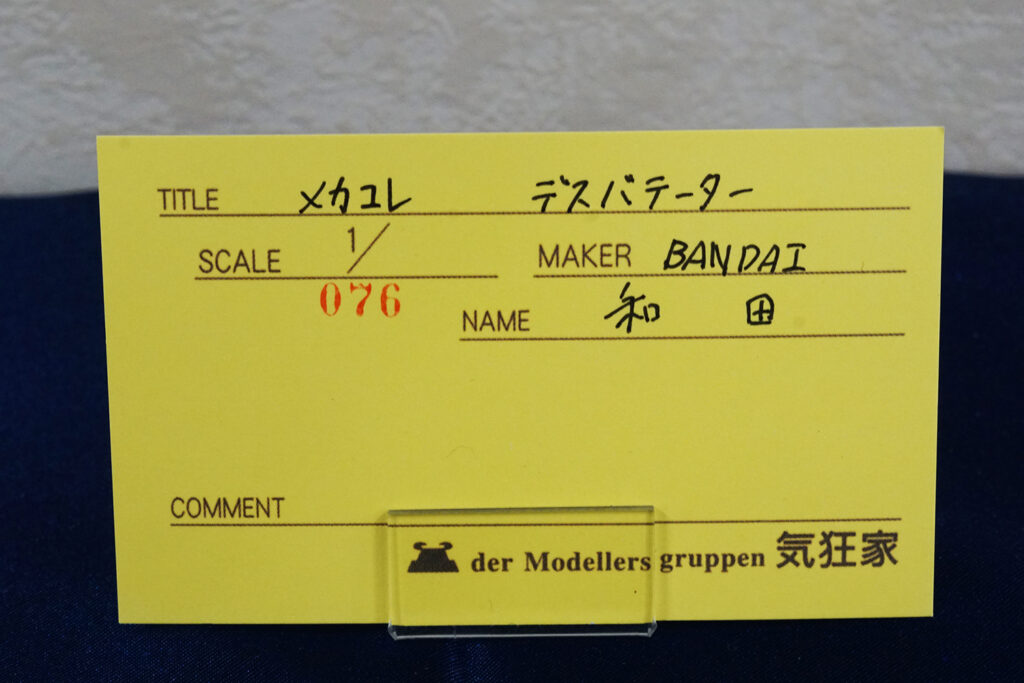 TITLE メカコレ デスバテーター
SCALE 1/ MAKER BANDAI
076
NAME 和 田
COMMENT
der Modellers gruppen 気狂家